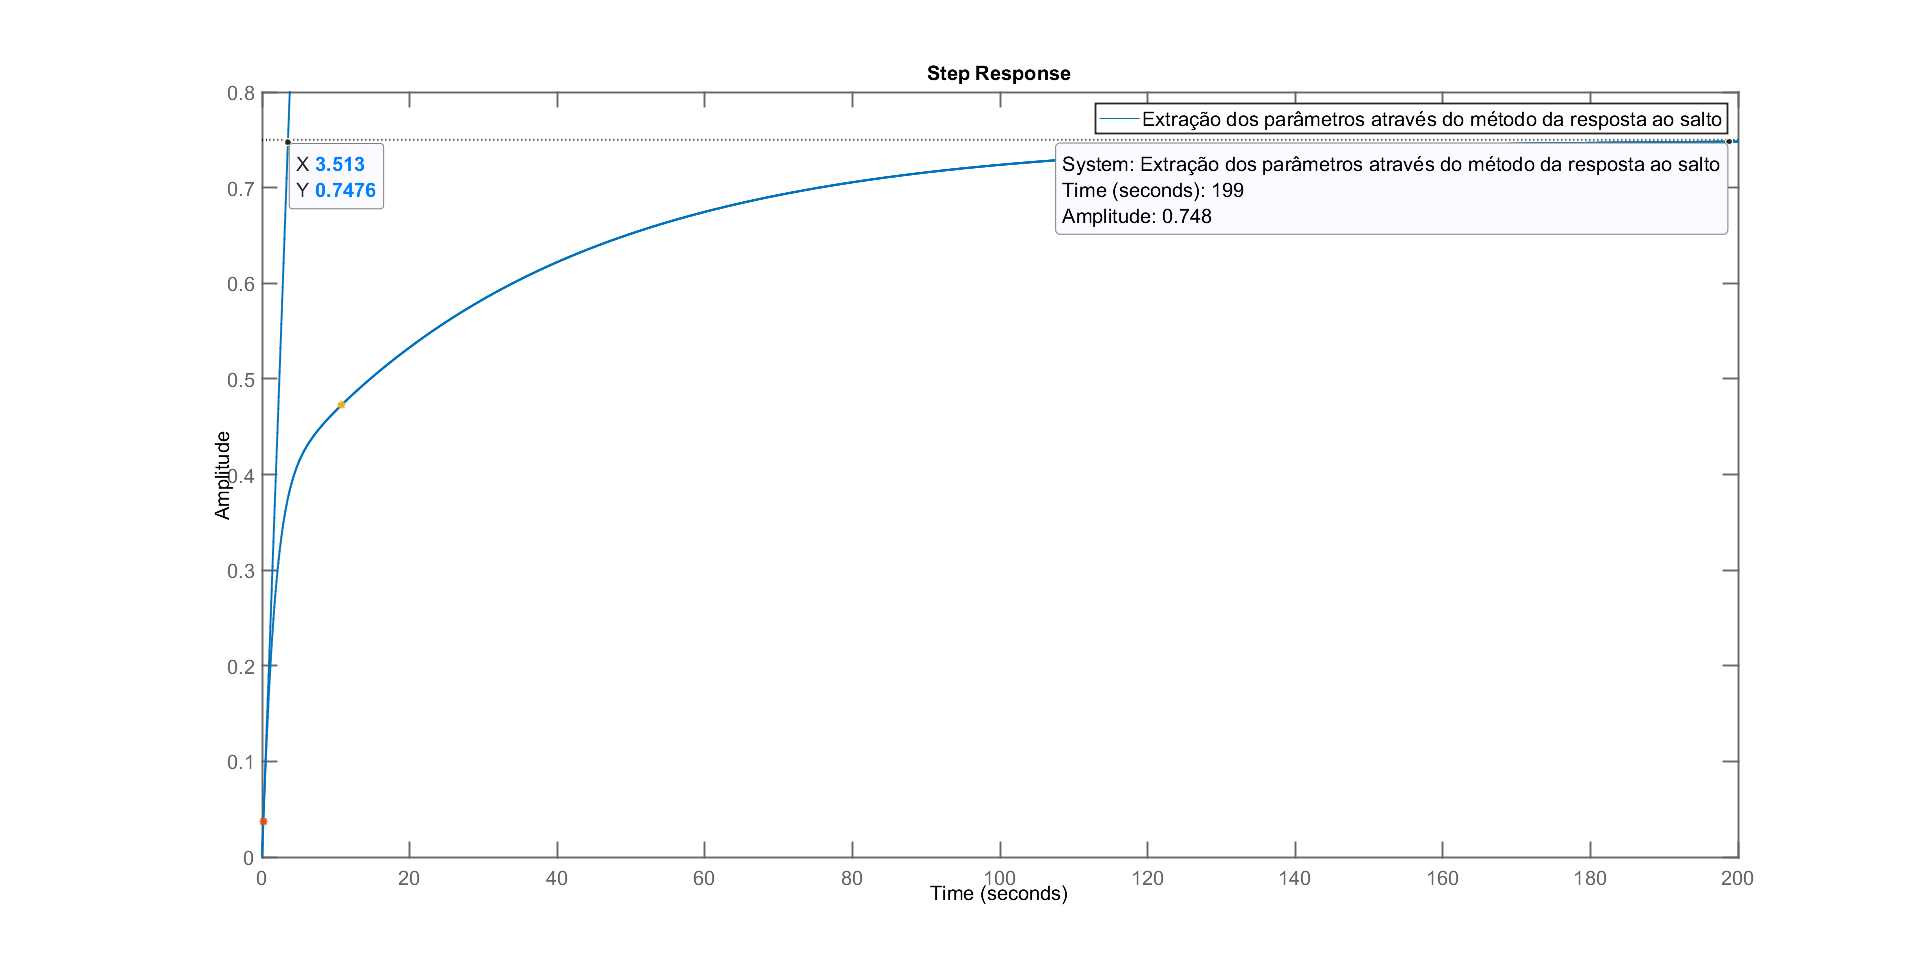 Step Response
0.8
0.7
0.6
0.5
0.4
0.3
0.2
0.1
0
Amplitude
Extração dos parâmetros através do método da resposta ao salto
X 3.513
Y 0.7476
System: Extração dos parâmetros através do método da resposta ao salto
Time (seconds): 199
Amplitude: 0.748
0 20 40 60 80 100 120 140 160 180 200
Time (seconds)